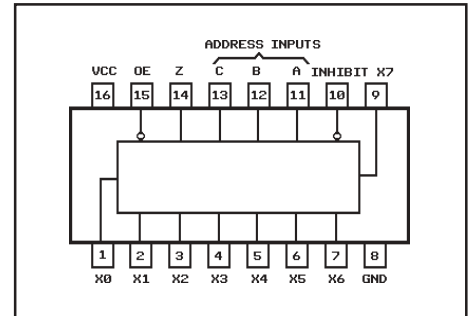 ADDRESS INPUTS
VCC OE Z C B A INHIBIT X7
16 15 14 13 12 11 10 9
1 2 3 4 5 6 7 8
X0 X1 X2 X3 X4 X5 X6 GND